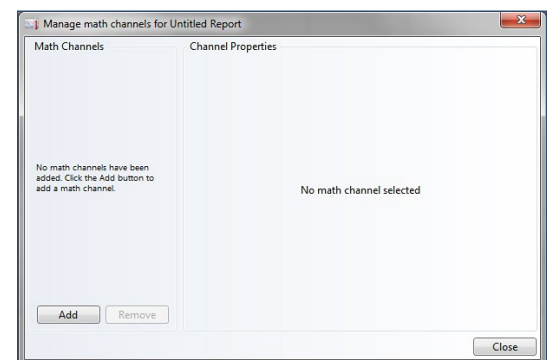 Manage math channels for Untitled Report
Math Channels
Channel Properties
No math channels have been
added. Click the Add button to
add a math channel.
No math channel selected
Add
Remove
Close